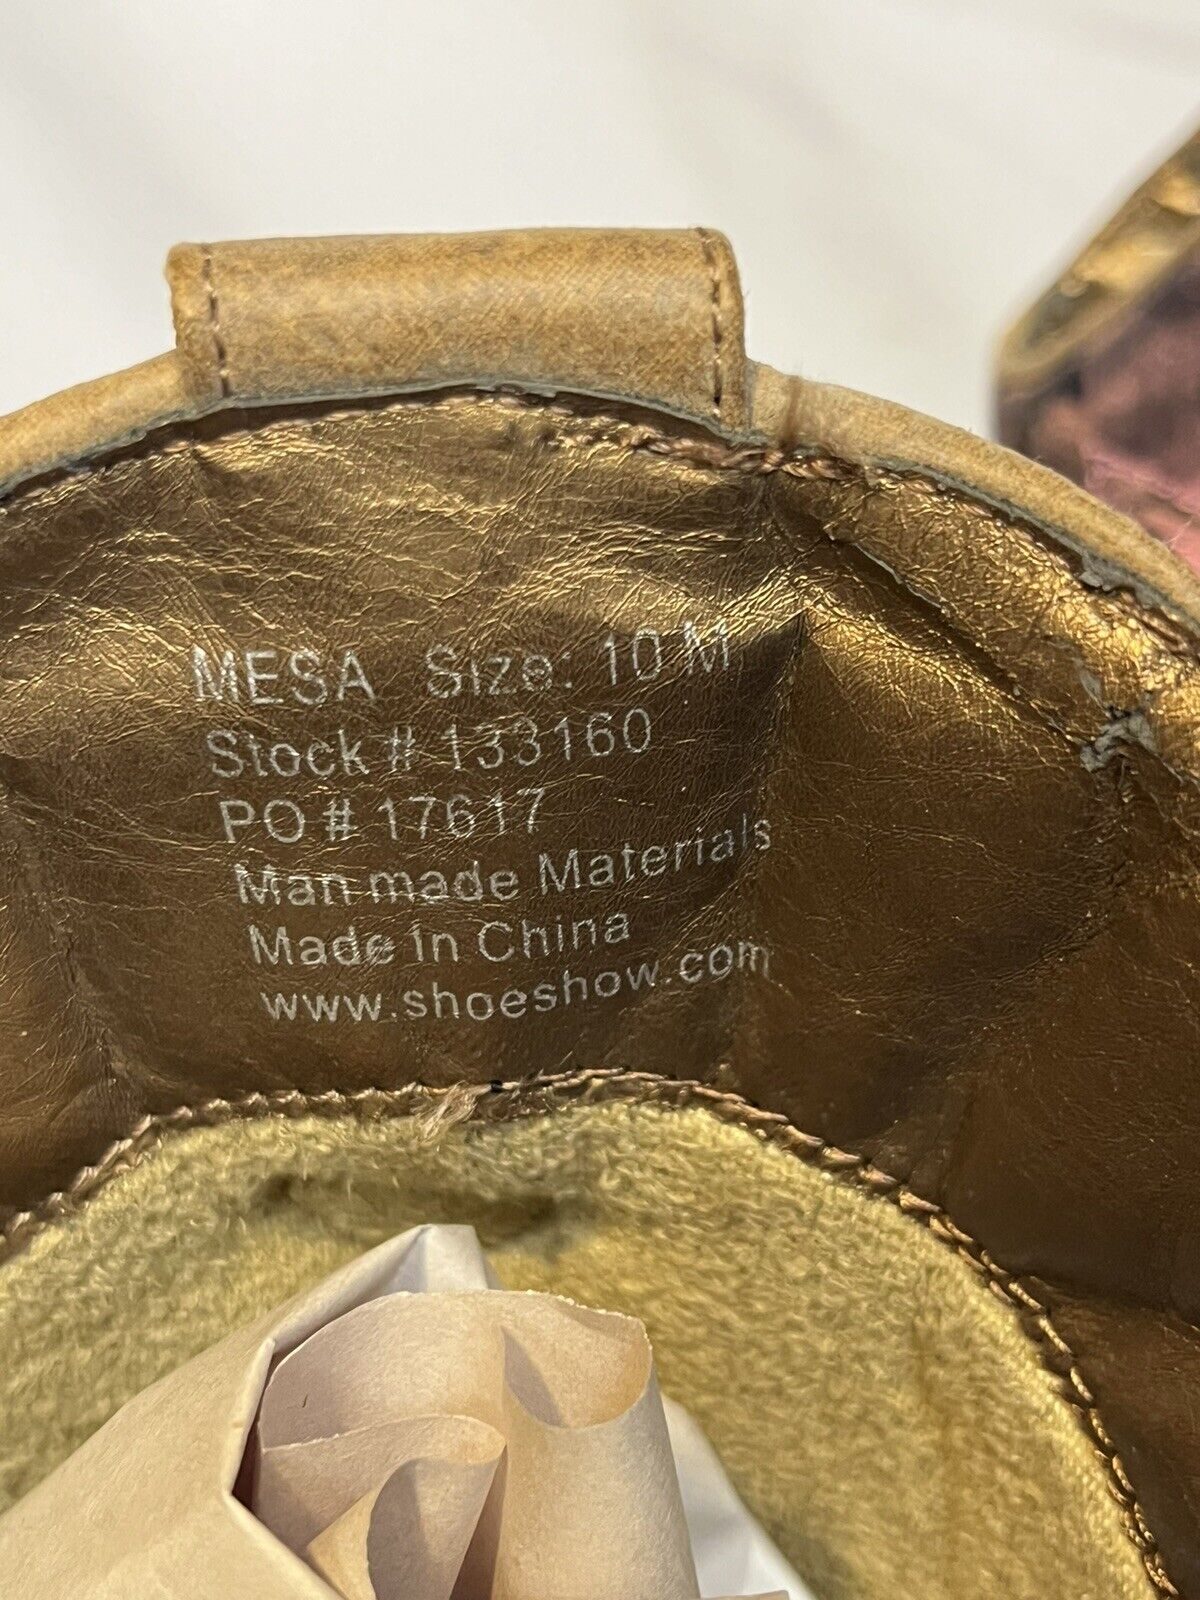 MESA Size: 10 M
Stock # 133160
PO # 17617
Man made Materials
Made in China
www.shoeshow.com